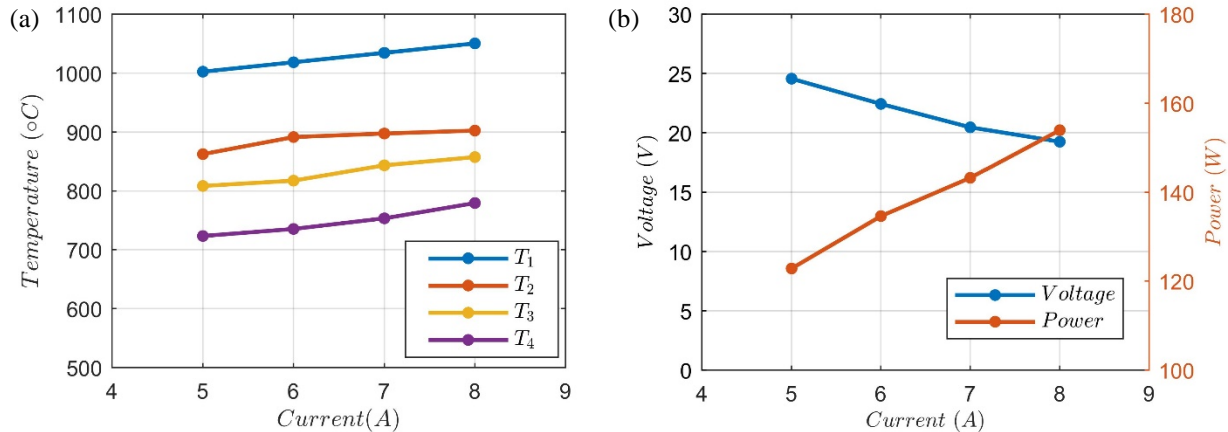 (a)
1100
1000
900
800
700
600
500
Temperature (∘C)
4 5 6 7 8 9
Current(A)
T1
T2
T3
T4
(b)
30
25
20
15
10
5
0
Voltage (V)
180
160
140
120
100
Power (W)
4 5 6 7 8 9
Current (A)
Voltage
Power